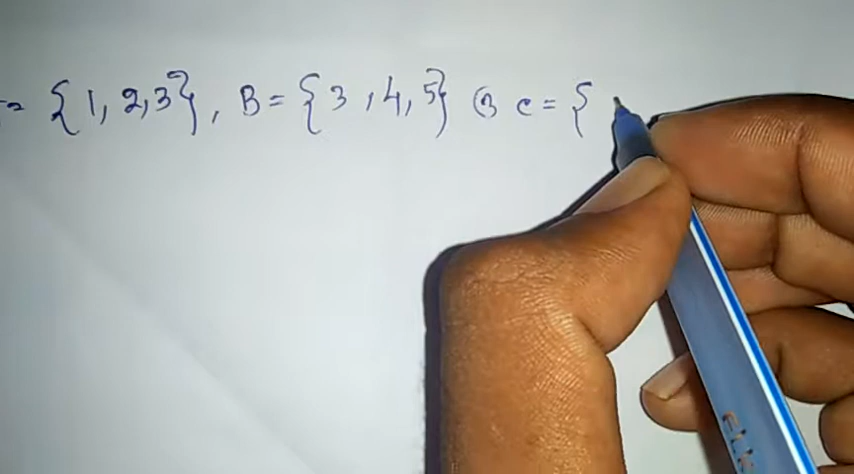 = {1, 2, 3}, B = {3, 4, 5} ও C = {